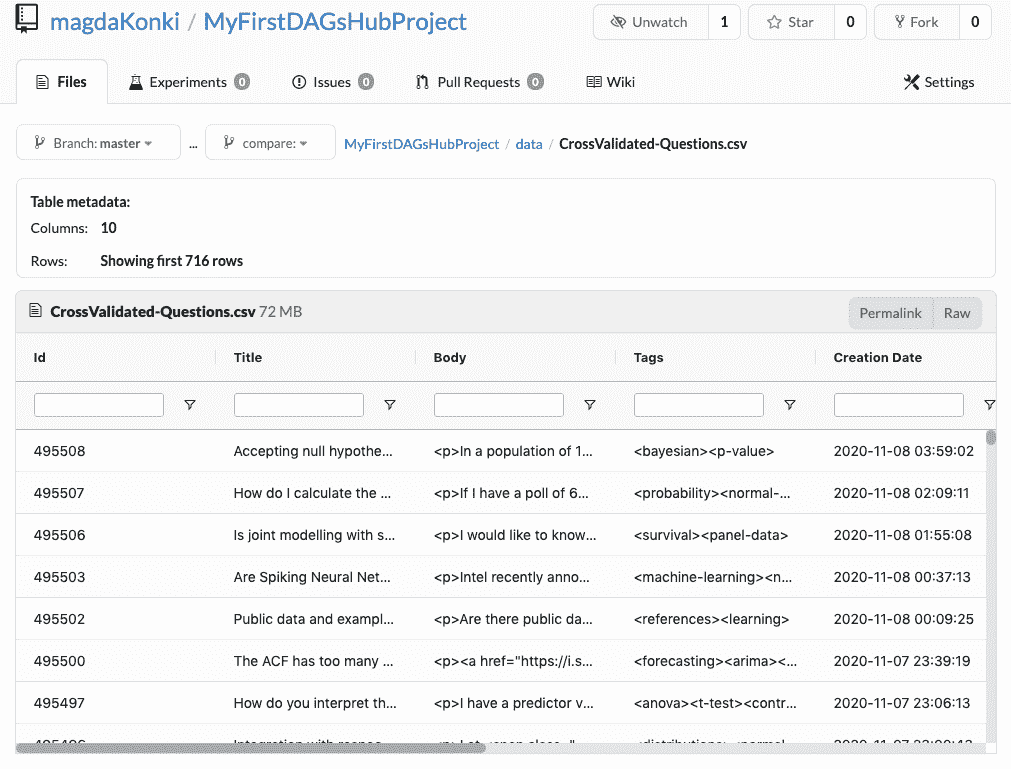 magdaKonki / MyFirstDAGsHubProject Unwatch 1 Star 0 Fork 0
Files Experiments 0 Issues 0 Pull Requests 0 Wiki Settings
Branch: master ... compare: MyFirstDAGsHubProject / data / CrossValidated-Questions.csv
Table metadata:
Columns: 10
Rows: Showing first 716 rows
CrossValidated-Questions.csv 72 MB Permalink Raw
Id Title Body Tags Creation Date
495508 Accepting null hypothe... <p>In a population of 1... <bayesian><p-value> 2020-11-08 03:59:02
495507 How do I calculate the ... <p>If I have a poll of 6... <probability><normal-... 2020-11-08 02:09:11
495506 Is joint modelling with s... <p>I would like to know... <survival><panel-data> 2020-11-08 01:55:08
495503 Are Spiking Neural Net... <p>Intel recently anno... <machine-learning><n... 2020-11-08 00:37:13
495502 Public data and exampl... <p>Are there public da... <references><learning> 2020-11-08 00:09:25
495500 The ACF has too many ... <p><a href="https://i.s... <forecasting><arima><... 2020-11-07 23:39:19
495497 How do you interpret th... <p>I have a predictor v... <anova><t-test><contr... 2020-11-07 23:06:13